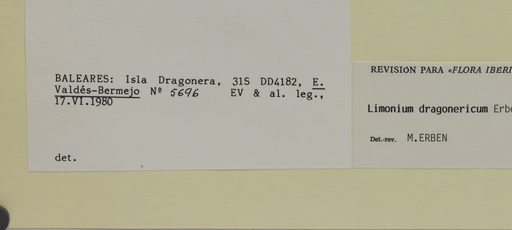 BALEARES: Isla Dragonera, 31S DD4182, E.
Valdés-Bermejo Nº 5696 EV & al. leg.,
17.VI.1980
det.
REVISION PARA «FLORA IBERI
Limonium dragonericum Erbe
Det.-rev. M.ERBEN